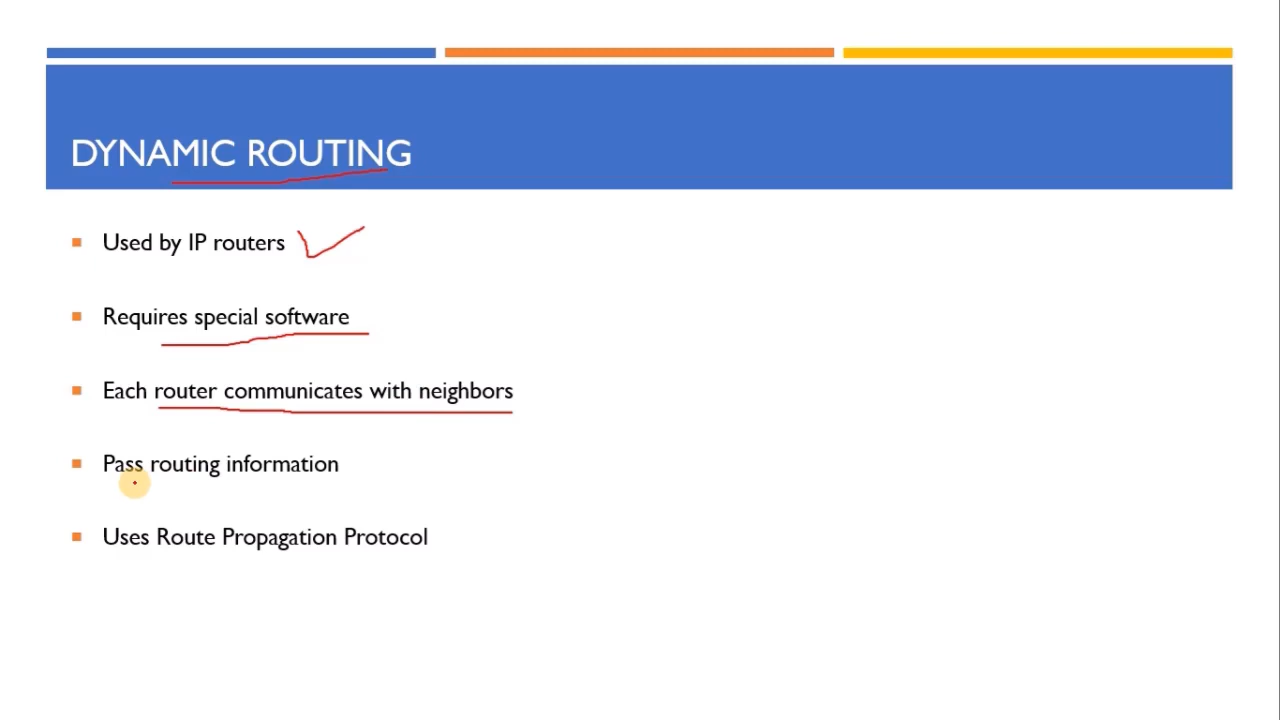 DYNAMIC ROUTING
Used by IP routers
Requires special software
Each router communicates with neighbors
Pass routing information
Uses Route Propagation Protocol